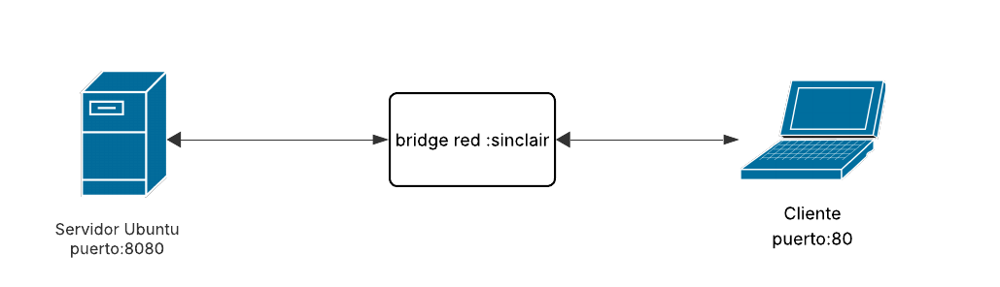 Servidor Ubuntu
puerto:8080
bridge red :sinclair
Cliente
puerto:80